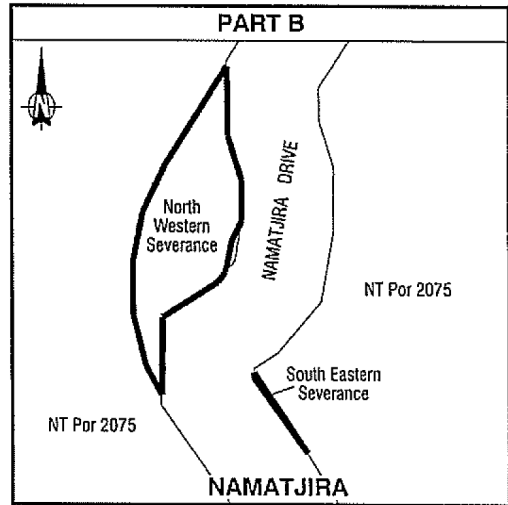 PART B
N
North
Western
Severance
NAMATJIRA DRIVE
NT Por 2075
South Eastern
Severance
NT Por 2075
NAMATJIRA